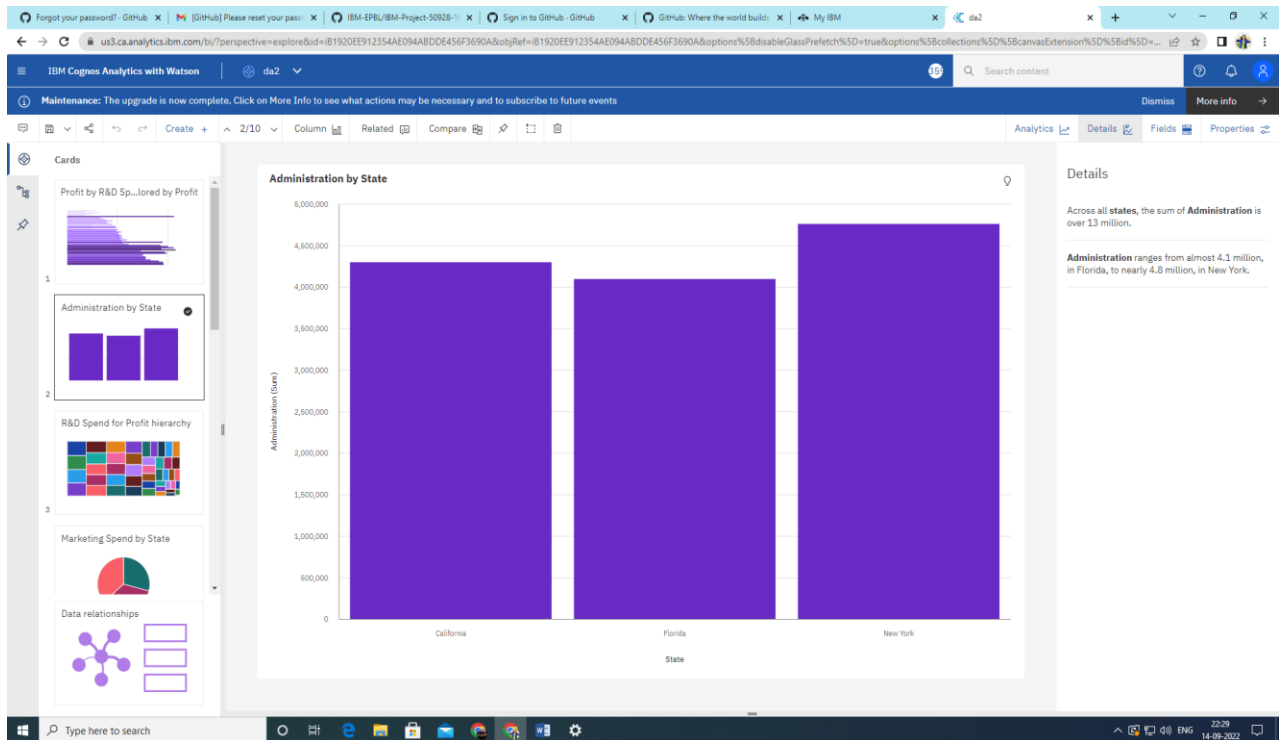 Forgot your password? · GitHub
[GitHub] Please reset your passw
IBM-EPBL/IBM-Project-50928-1
Sign in to GitHub · GitHub
GitHub: Where the world builds
My IBM
da2
us3.ca.analytics.ibm.com/bi/?perspective=explore&id=iB1920EE912354AE094ABDDE456F3690A&objRef=iB1920EE912354AE094ABDDE456F3690A&options%5BdisableGlassPrefetch%5D=true&options%5Bcollections%5D%5BcanvasExtension%5D%5Bid%5D=...
IBM Cognos Analytics with Watson
da2
Search content
Maintenance: The upgrade is now complete. Click on More Info to see what actions may be necessary and to subscribe to future events
Dismiss
More info
Create +
2/10
Column
Related
Compare
Analytics
Details
Fields
Properties
Cards
Profit by R&D Sp...lored by Profit
1
Administration by State
2
R&D Spend for Profit hierarchy
3
Marketing Spend by State
Data relationships
Administration by State
5,000,000
4,500,000
4,000,000
3,500,000
3,000,000
2,500,000
2,000,000
1,500,000
1,000,000
500,000
0
Administration (Sum)
California
Florida
New York
State
Details
Across all states, the sum of Administration is
over 13 million.
Administration ranges from almost 4.1 million,
in Florida, to nearly 4.8 million, in New York.
Type here to search
ENG
22:29
14-09-2022